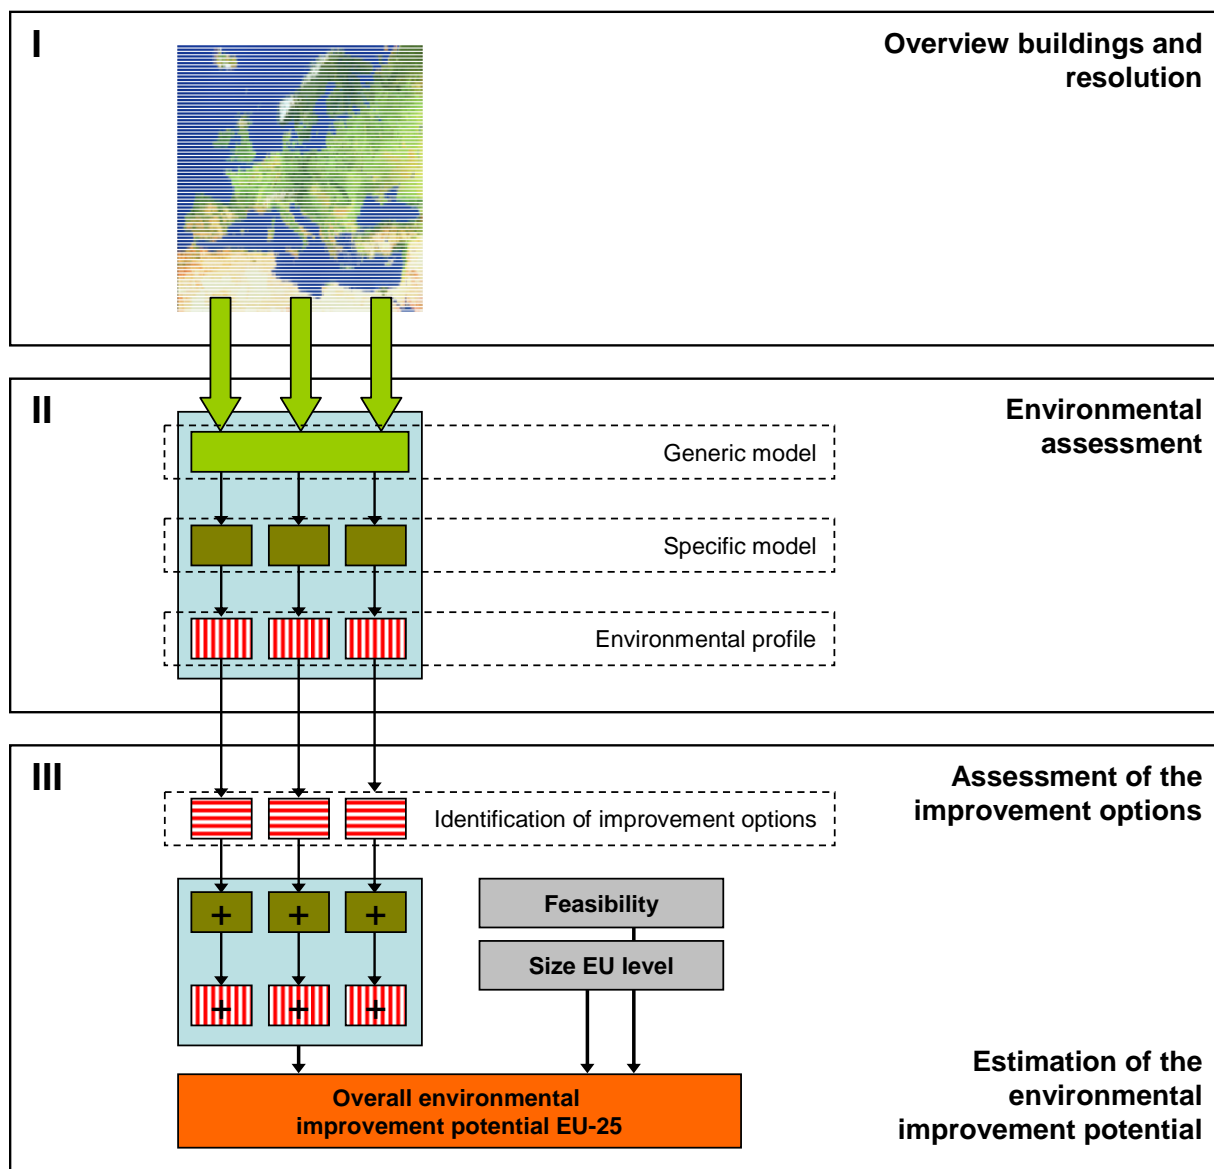 I
Overview buildings and
resolution
II
Environmental
assessment
Generic model
Specific model
Environmental profile
III
Assessment of the
improvement options
Identification of improvement options
+ + +
Feasibility
Size EU level
+ + +
Overall environmental
improvement potential EU-25
Estimation of the
environmental
improvement potential